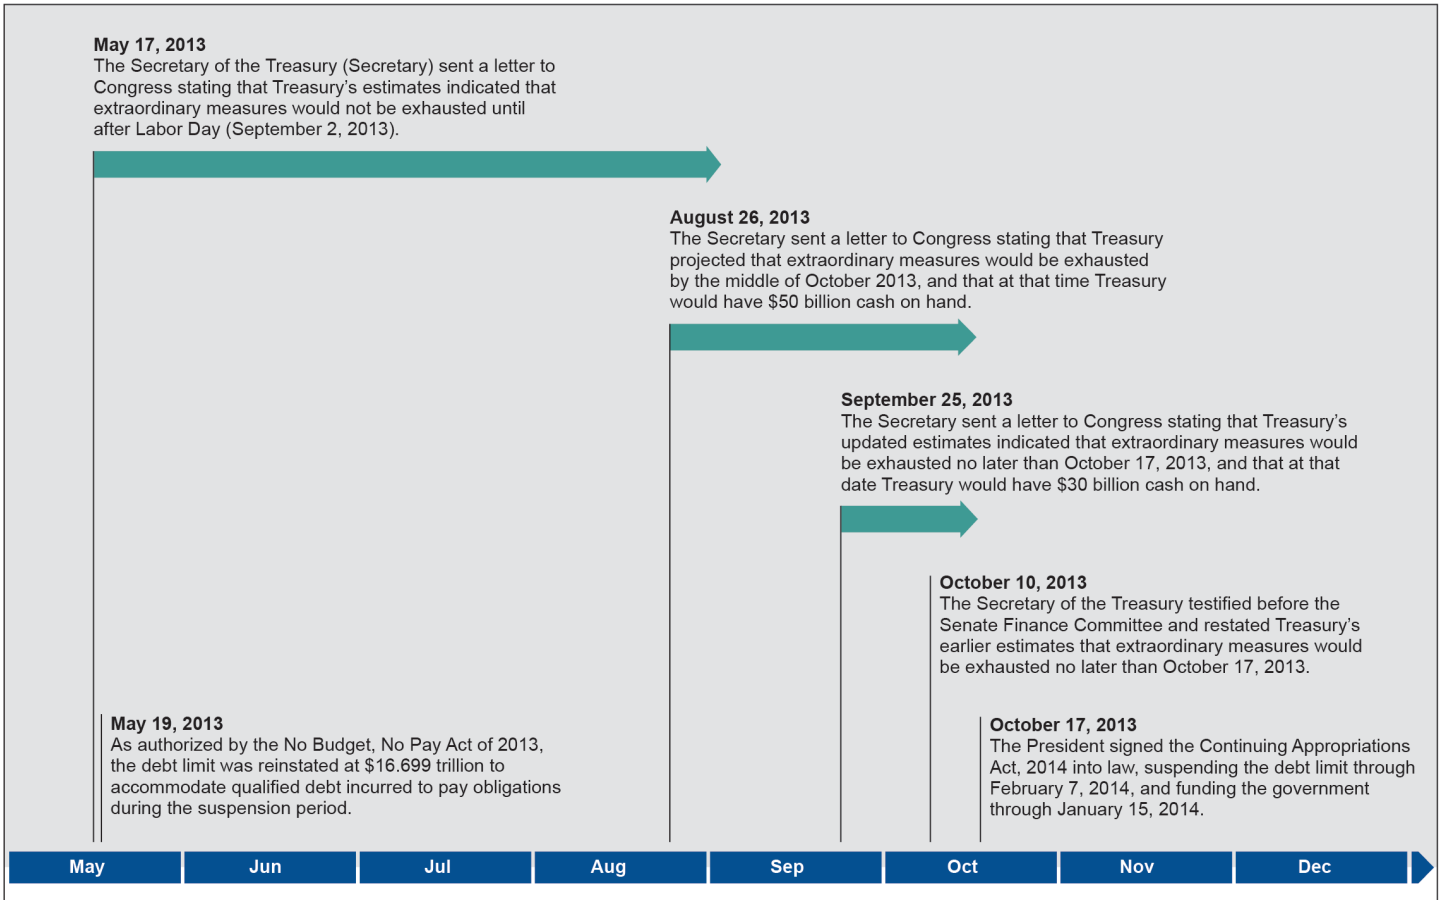 May 17, 2013
The Secretary of the Treasury (Secretary) sent a letter to
Congress stating that Treasury’s estimates indicated that
extraordinary measures would not be exhausted until
after Labor Day (September 2, 2013).
August 26, 2013
The Secretary sent a letter to Congress stating that Treasury
projected that extraordinary measures would be exhausted
by the middle of October 2013, and that at that time Treasury
would have $50 billion cash on hand.
September 25, 2013
The Secretary sent a letter to Congress stating that Treasury’s
updated estimates indicated that extraordinary measures would
be exhausted no later than October 17, 2013, and that at that
date Treasury would have $30 billion cash on hand.
October 10, 2013
The Secretary of the Treasury testified before the
Senate Finance Committee and restated Treasury’s
earlier estimates that extraordinary measures would
be exhausted no later than October 17, 2013.
May 19, 2013
As authorized by the No Budget, No Pay Act of 2013,
the debt limit was reinstated at $16.699 trillion to
accommodate qualified debt incurred to pay obligations
during the suspension period.
October 17, 2013
The President signed the Continuing Appropriations
Act, 2014 into law, suspending the debt limit through
February 7, 2014, and funding the government
through January 15, 2014.
May Jun Jul Aug Sep Oct Nov Dec